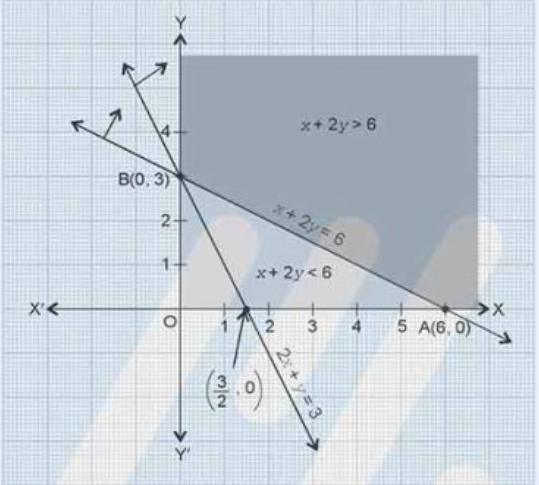 Y
x + 2y > 6
4
B(0, 3)
x + 2y = 6
2
x + 2y < 6
1
X′
O
1
2
3
4
5
A(6, 0)
X
(3/2, 0)
2x + y = 3
Y′